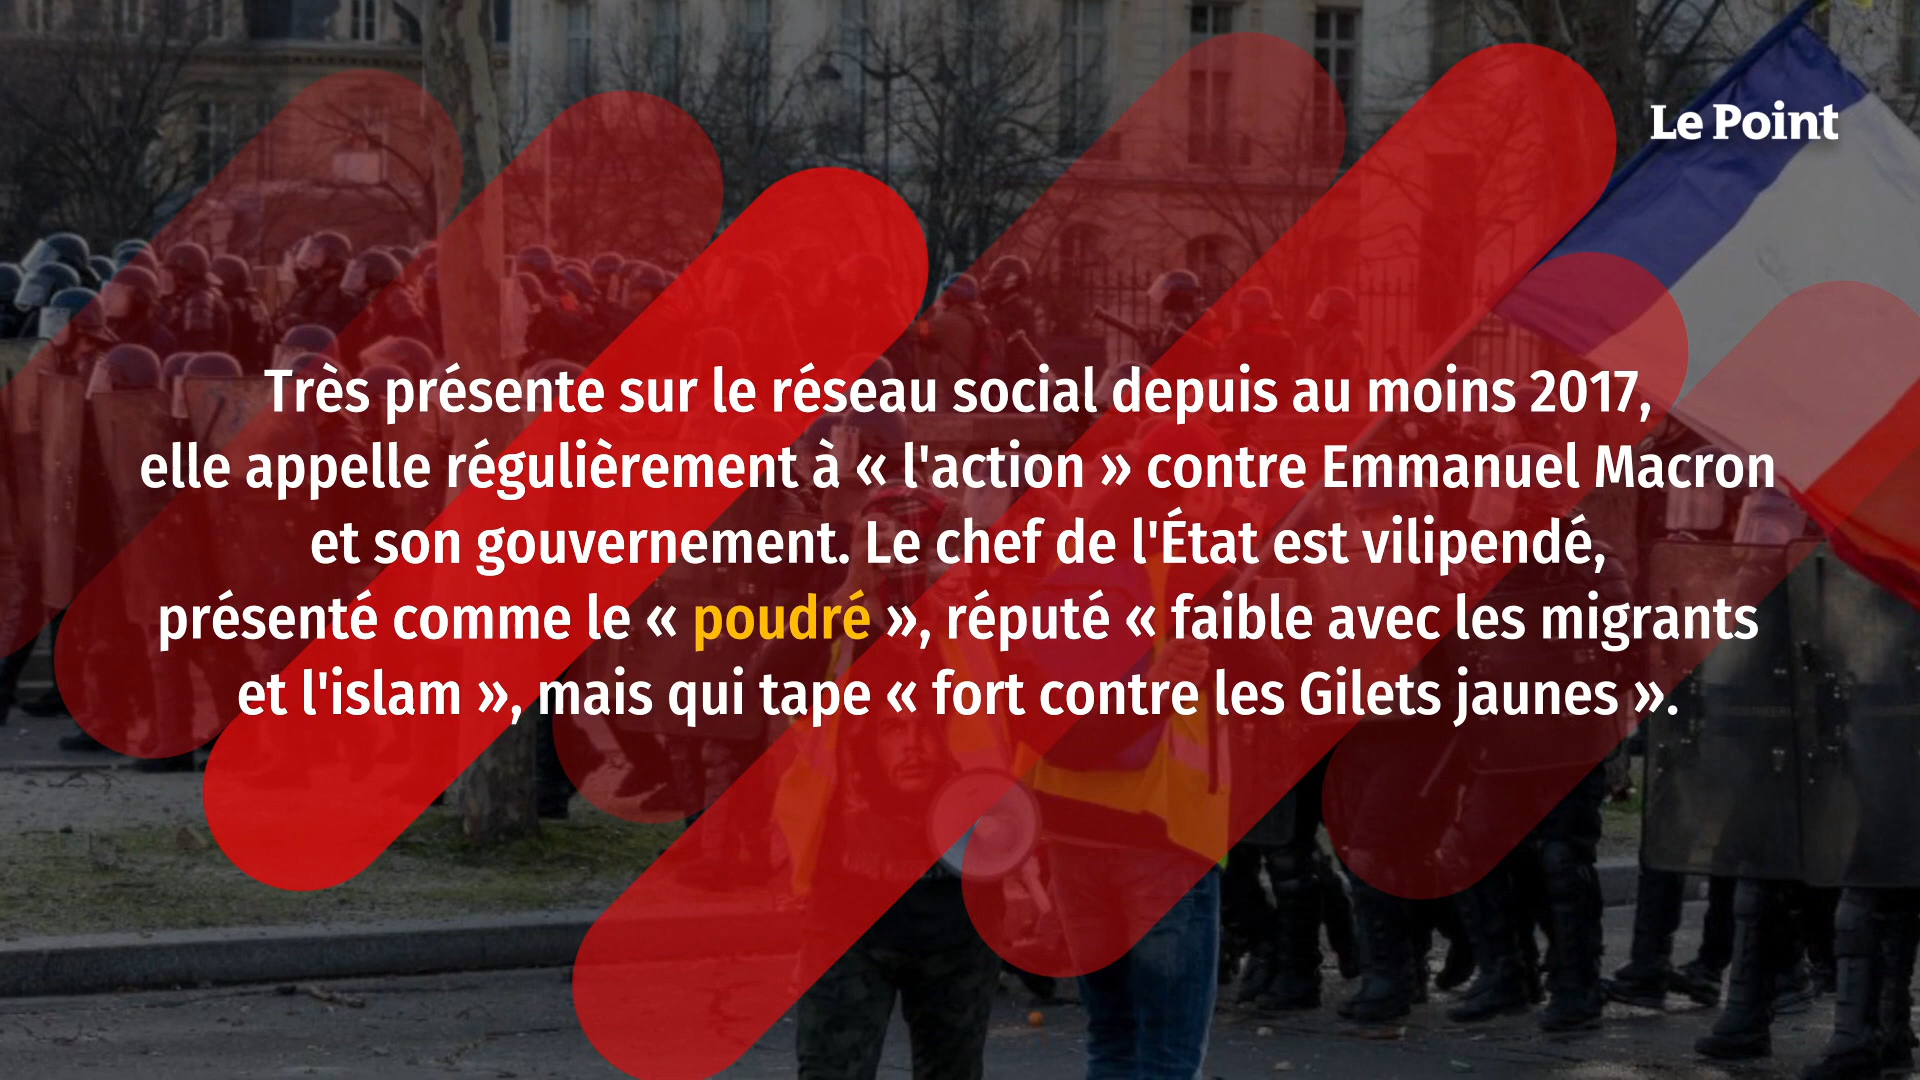 Le Point
Très présente sur le réseau social depuis au moins 2017,
elle appelle régulièrement à « l'action » contre Emmanuel Macron
et son gouvernement. Le chef de l'État est vilipendé,
présenté comme le « poudré », réputé « faible avec les migrants
et l'islam », mais qui tape « fort contre les Gilets jaunes ».